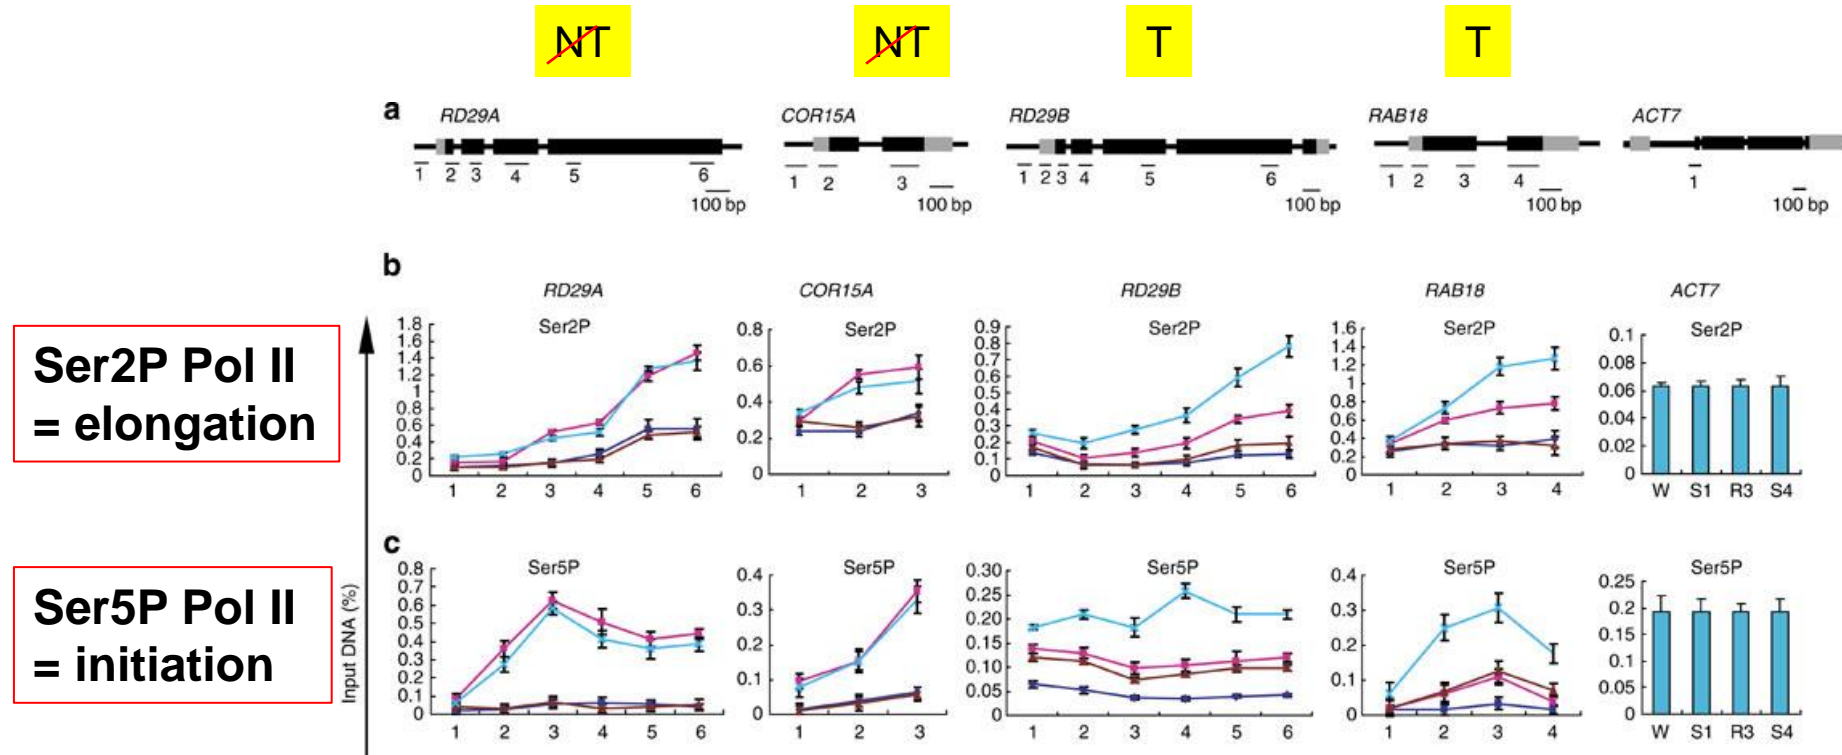 NT NT T T
a
RD29A COR15A RD29B RAB18 ACT7
1 2 3 4 5 6
100 bp
1 2 3
100 bp
1 2 3 4 5 6
100 bp
1 2 3 4
100 bp
1
100 bp
b
RD29A COR15A RD29B RAB18 ACT7
Ser2P Pol II
= elongation
Ser2P
1.8
1.6
1.4
1.2
1
0.8
0.6
0.4
0.2
0
1 2 3 4 5 6
Ser2P
0.8
0.6
0.4
0.2
0
1 2 3
Ser2P
0.9
0.8
0.7
0.6
0.5
0.4
0.3
0.2
0.1
0
1 2 3 4 5 6
Ser2P
1.6
1.4
1.2
1
0.8
0.6
0.4
0.2
0
1 2 3 4
Ser2P
0.1
0.08
0.06
0.04
0.02
0
W S1 R3 S4
c
Ser5P Pol II
= initiation
Input DNA (%)
Ser5P
0.8
0.7
0.6
0.5
0.4
0.3
0.2
0.1
0
1 2 3 4 5 6
Ser5P
0.4
0.3
0.2
0.1
0
1 2 3
Ser5P
0.30
0.25
0.20
0.15
0.10
0.05
0
1 2 3 4 5 6
Ser5P
0.4
0.3
0.2
0.1
0
1 2 3 4
Ser5P
0.25
0.2
0.15
0.1
0.05
0
W S1 R3 S4